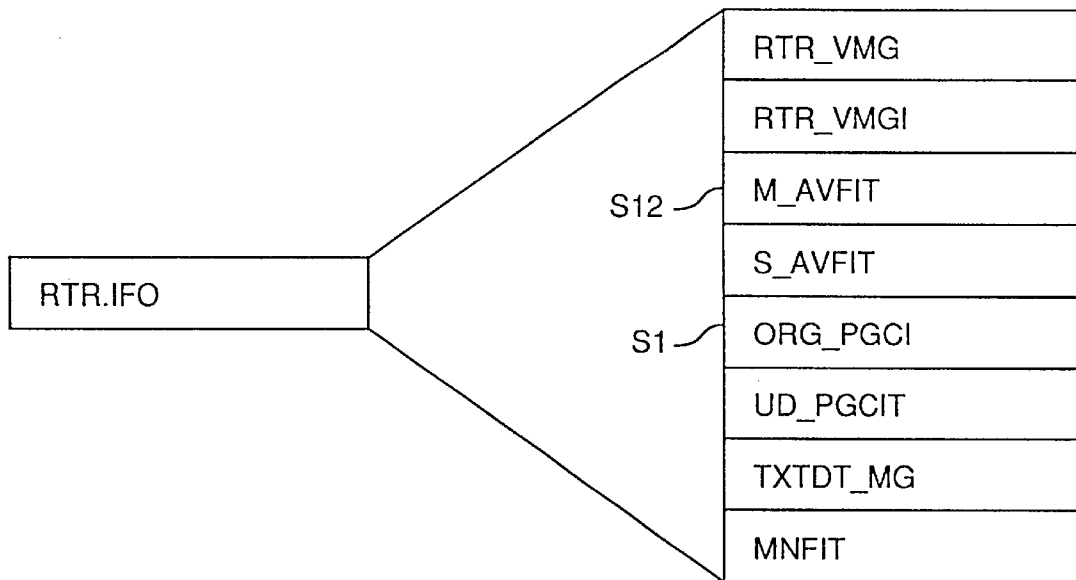 RTR.IFO
RTR_VMG
RTR_VMGI
S12
M_AVFIT
S_AVFIT
S1
ORG_PGCI
UD_PGCIT
TXTDT_MG
MNFIT